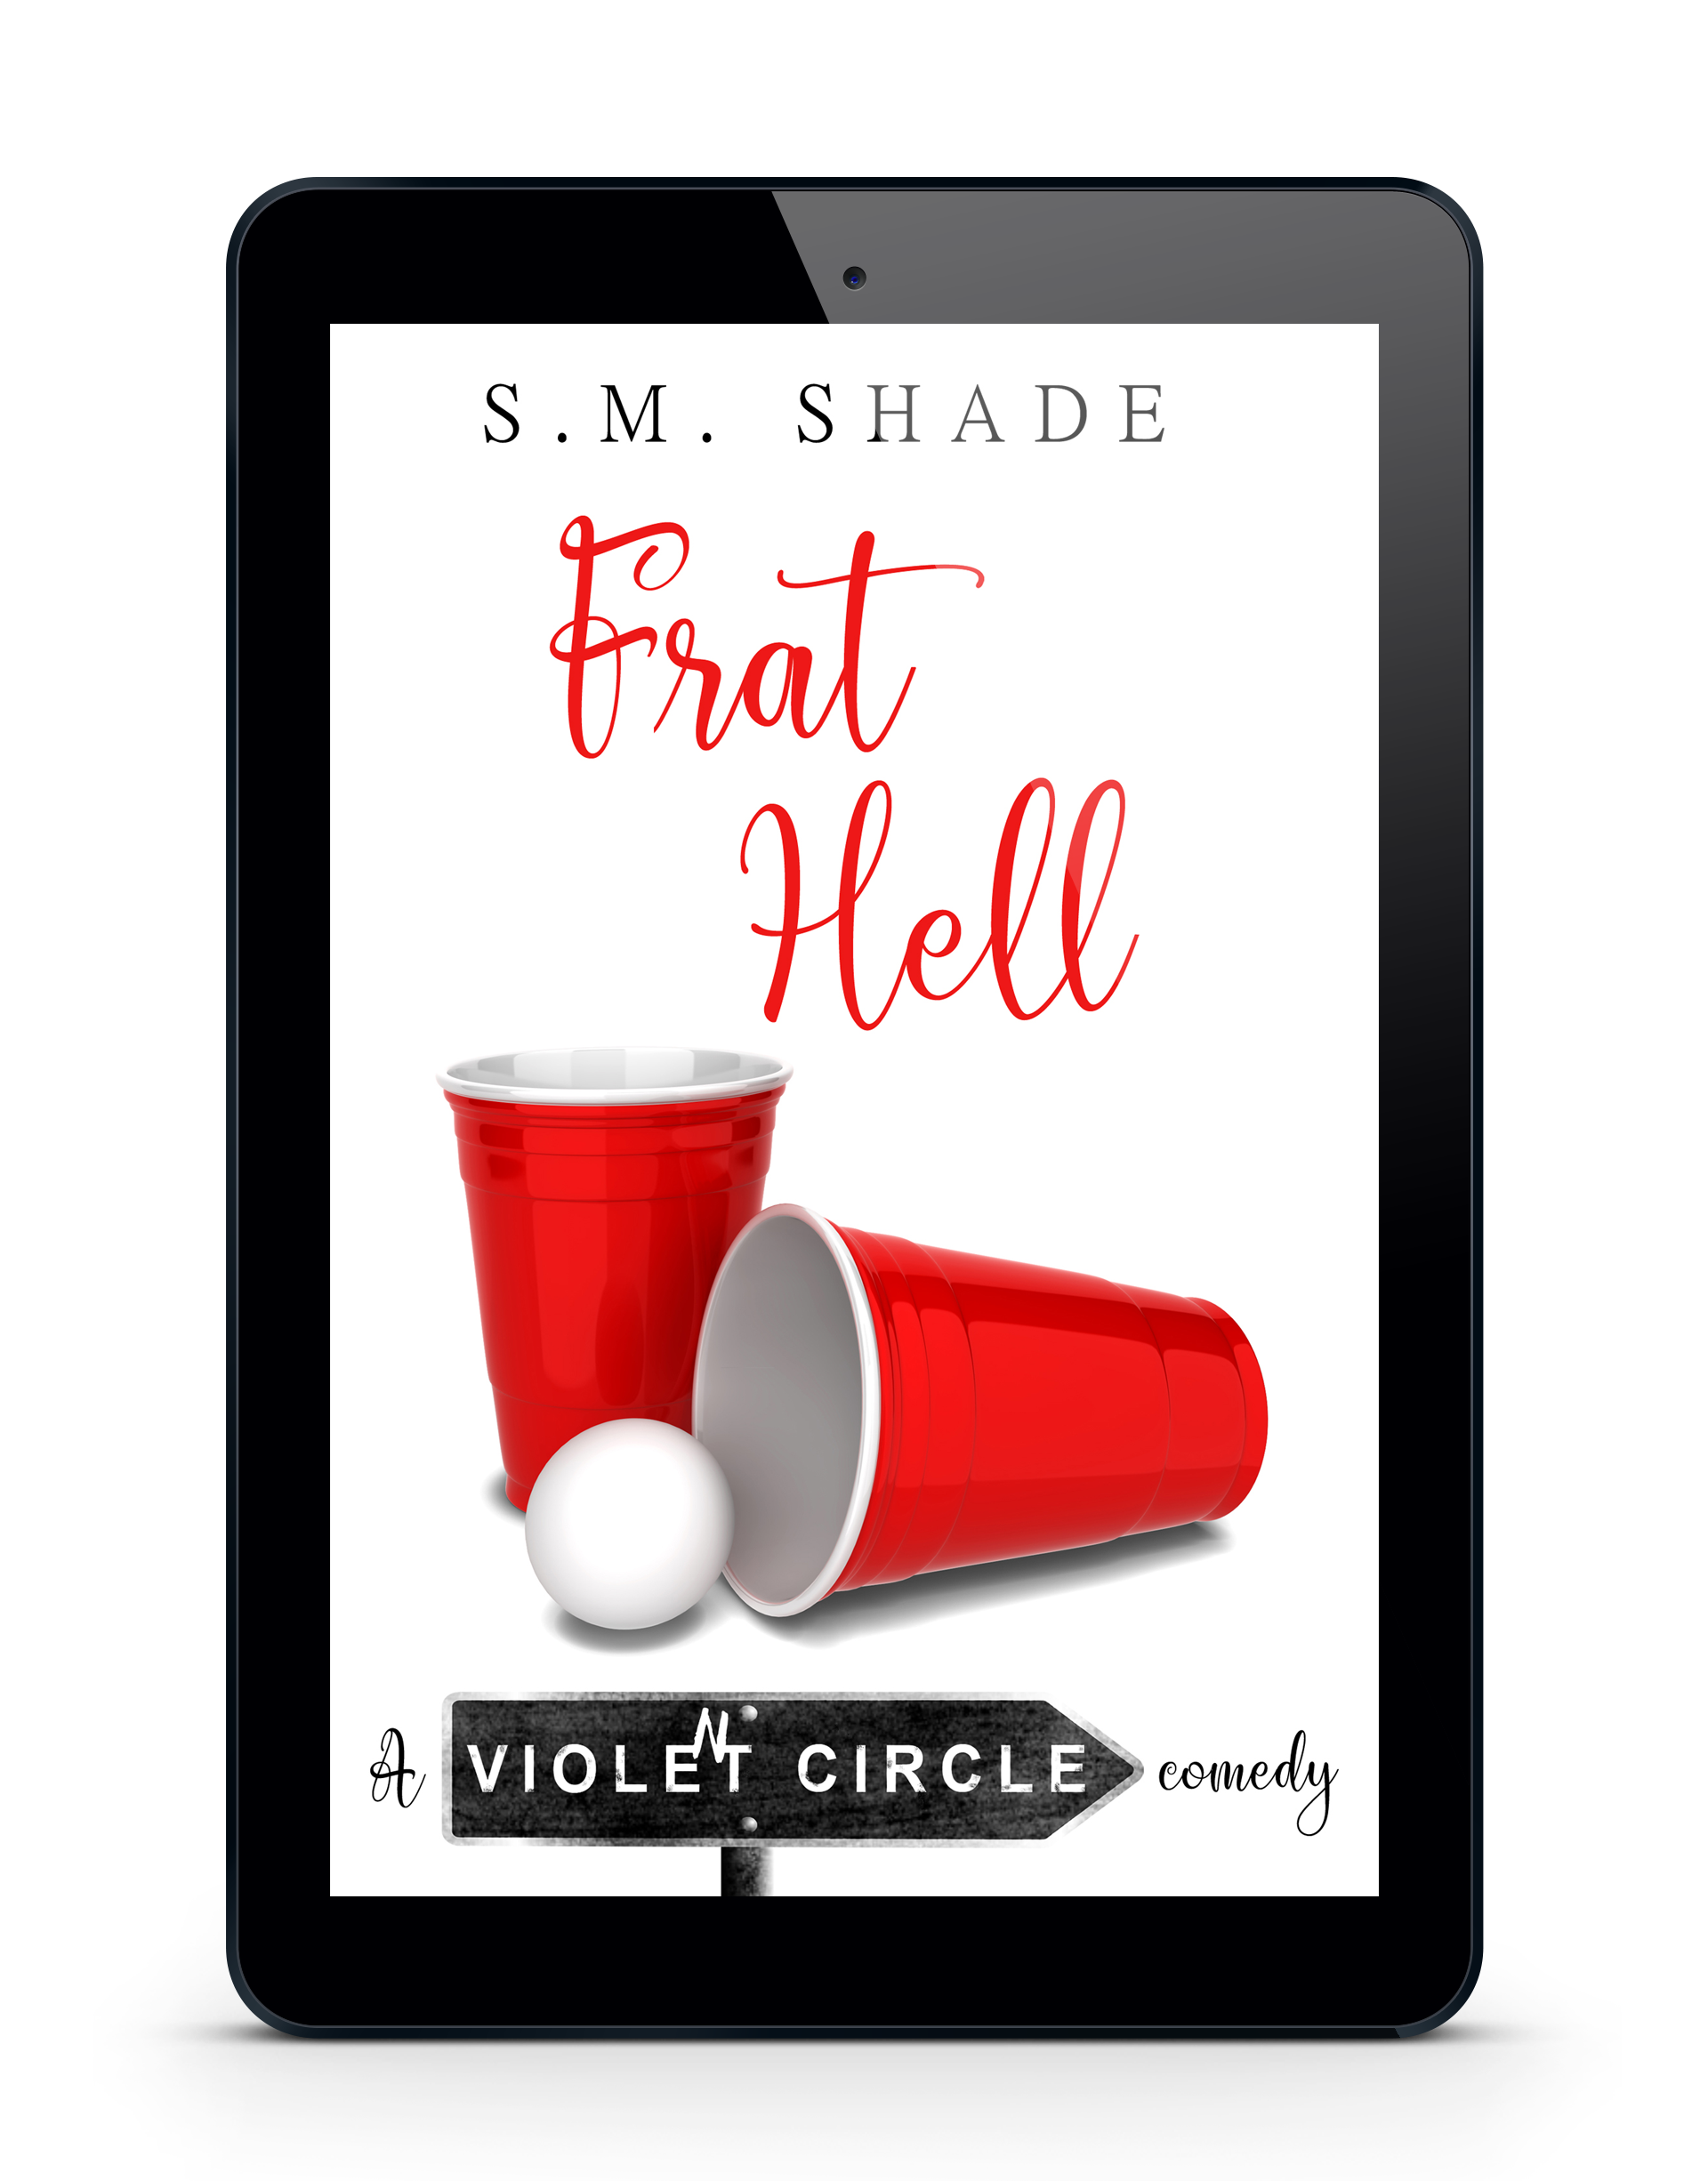 S.M. SHADE
Frat
Hell
A VIOLENT CIRCLE comedy